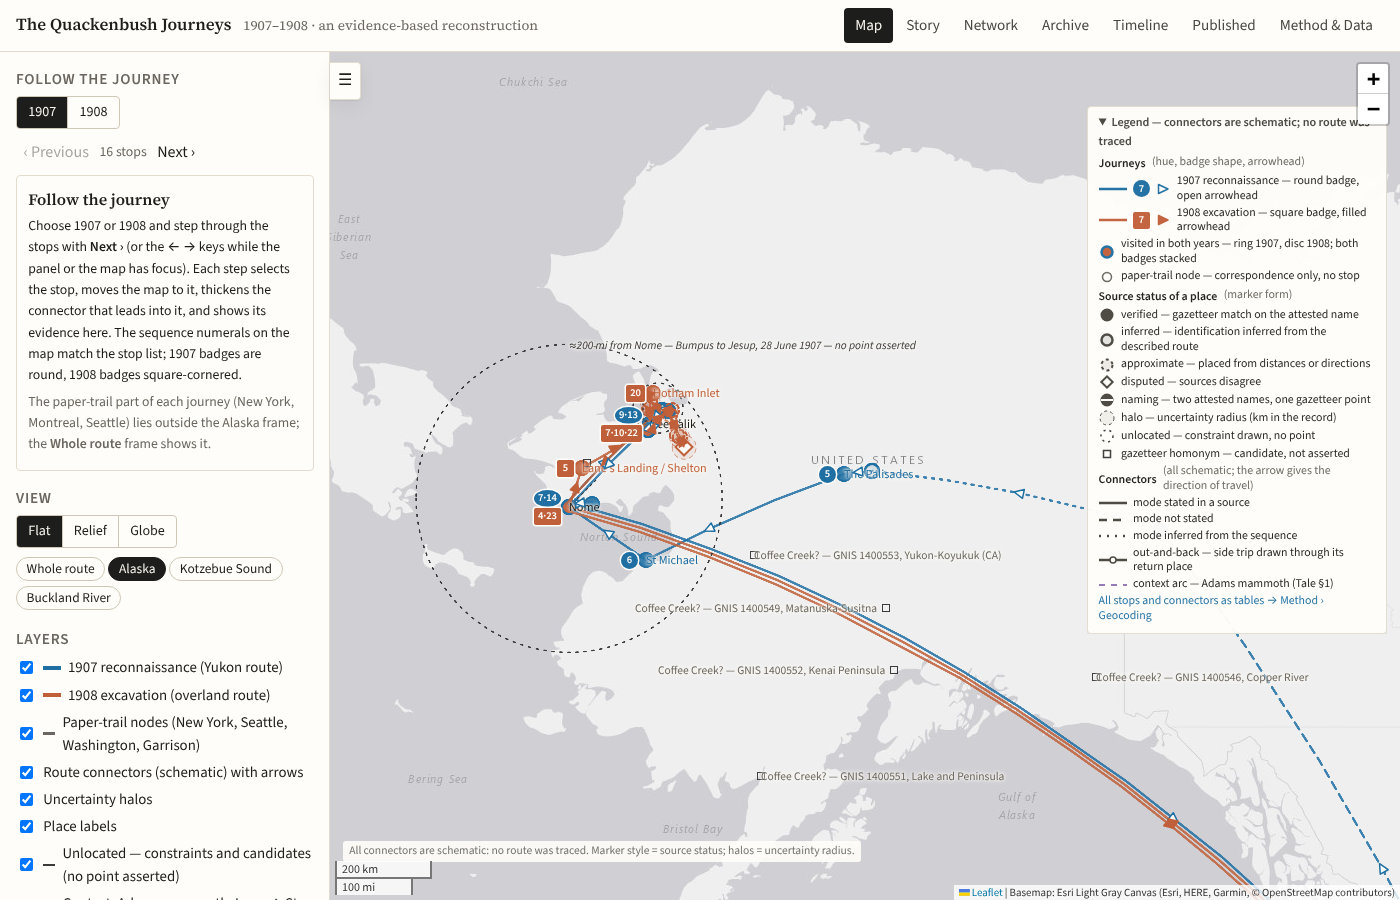 The Quackenbush Journeys 1907–1908 · an evidence-based reconstruction
Map Story Network Archive Timeline Published Method & Data
FOLLOW THE JOURNEY
1907 1908
‹ Previous 16 stops Next ›
Follow the journey
Choose 1907 or 1908 and step through the
stops with Next › (or the ← → keys while the
panel or the map has focus). Each step selects
the stop, moves the map to it, thickens the
connector that leads into it, and shows its
evidence here. The sequence numerals on the
map match the stop list; 1907 badges are
round, 1908 badges square-cornered.
The paper-trail part of each journey (New York,
Montreal, Seattle) lies outside the Alaska frame;
the Whole route frame shows it.
VIEW
Flat Relief Globe
Whole route Alaska Kotzebue Sound
Buckland River
LAYERS
1907 reconnaissance (Yukon route)
1908 excavation (overland route)
Paper-trail nodes (New York, Seattle,
Washington, Garrison)
Route connectors (schematic) with arrows
Uncertainty halos
Place labels
Unlocated — constraints and candidates
(no point asserted)
☰
Chukchi Sea
East
Siberian
Sea
≈200 mi from Nome — Bumpus to Jesup, 28 June 1907 — no point asserted
20 Hotham Inlet
9·13
7·10·22
5 Lane's Landing / Shelton
7·14
4·23
Nome
Norton Sound
6 St Michael
UNITED STATES
5 The Palisades
Coffee Creek? — GNIS 1400553, Yukon-Koyukuk (CA)
Coffee Creek? — GNIS 1400549, Matanuska-Susitna
Coffee Creek? — GNIS 1400552, Kenai Peninsula
Coffee Creek? — GNIS 1400546, Copper River
Coffee Creek? — GNIS 1400551, Lake and Peninsula
Bering Sea
Bristol Bay
Gulf of
Alaska
+
−
▼ Legend — connectors are schematic; no route was
traced
Journeys (hue, badge shape, arrowhead)
7 1907 reconnaissance — round badge,
open arrowhead
7 1908 excavation — square badge, filled
arrowhead
visited in both years — ring 1907, disc 1908; both
badges stacked
paper-trail node — correspondence only, no stop
Source status of a place (marker form)
verified — gazetteer match on the attested name
inferred — identification inferred from the
described route
approximate — placed from distances or directions
disputed — sources disagree
naming — two attested names, one gazetteer point
halo — uncertainty radius (km in the record)
unlocated — constraint drawn, no point
gazetteer homonym — candidate, not asserted
Connectors (all schematic; the arrow gives the
direction of travel)
mode stated in a source
mode not stated
mode inferred from the sequence
out-and-back — side trip drawn through its
return place
context arc — Adams mammoth (Tale §1)
All stops and connectors as tables → Method ›
Geocoding
All connectors are schematic: no route was traced. Marker style = source status; halos = uncertainty radius.
200 km
100 mi
Leaflet | Basemap: Esri Light Gray Canvas (Esri, HERE, Garmin, © OpenStreetMap contributors)